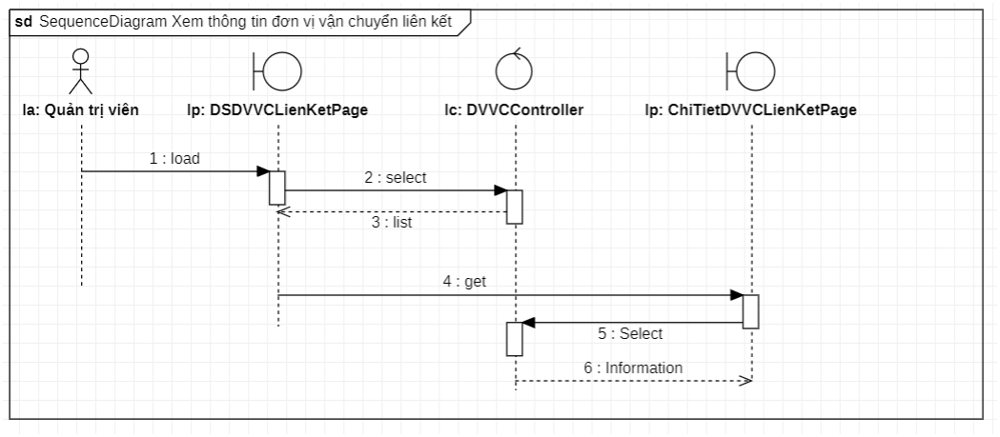 sd SequenceDiagram Xem thông tin đơn vị vận chuyển liên kết
la: Quản trị viên
lp: DSDVVCLienKetPage
lc: DVVCController
lp: ChiTietDVVCLienKetPage
1 : load
2 : select
3 : list
4 : get
5 : Select
6 : Information